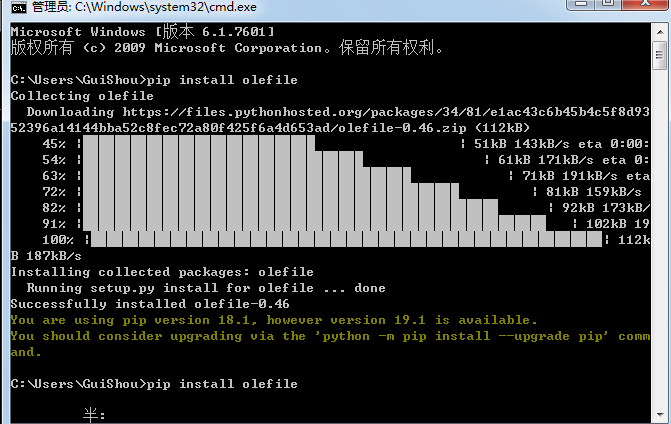 管理员: C:\Windows\system32\cmd.exe
Microsoft Windows [版本 6.1.7601]
版权所有 (c) 2009 Microsoft Corporation。保留所有权利。
C:\Users\GuiShou>pip install olefile
Collecting olefile
Downloading https://files.pythonhosted.org/packages/34/81/e1ac43c6b45b4c5f8d93
52396a14144bba52c8fec72a80f425f6a4d653ad/olefile-0.46.zip (112kB)
45% | | 51kB 143kB/s eta 0:00:
54% | | 61kB 171kB/s eta 0:
63% | | 71kB 191kB/s eta
72% | | 81kB 159kB/s
82% | | 92kB 173kB/
91% | | 102kB 19
100% | | 112k
B 187kB/s
Installing collected packages: olefile
Running setup.py install for olefile ... done
Successfully installed olefile-0.46
You are using pip version 18.1, however version 19.1 is available.
You should consider upgrading via the 'python -m pip install --upgrade pip' comm
and.
C:\Users\GuiShou>pip install olefile
半: